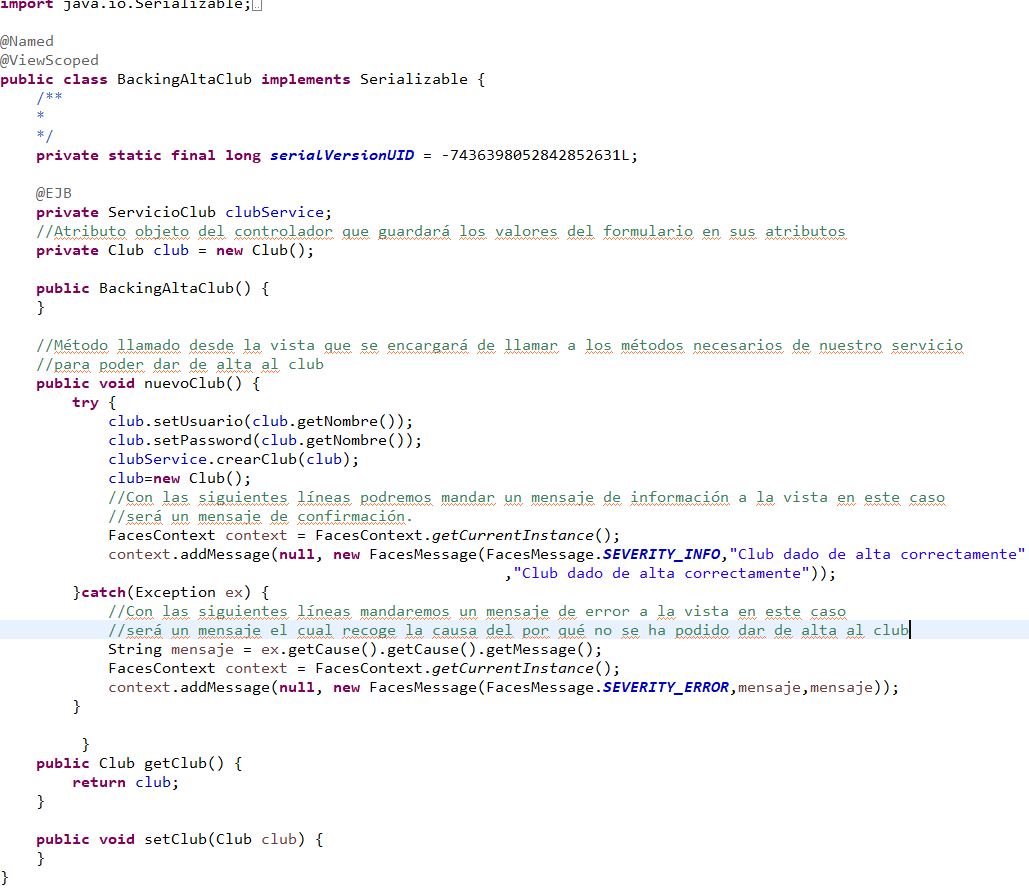 import java.io.Serializable;
@Named
@ViewScoped
public class BackingAltaClub implements Serializable {
/**
*
*/
private static final long serialVersionUID = -7436398052842852631L;
@EJB
private ServicioClub clubService;
//Atributo objeto del controlador que guardará los valores del formulario en sus atributos
private Club club = new Club();
public BackingAltaClub() {
}
//Método llamado desde la vista que se encargará de llamar a los métodos necesarios de nuestro servicio
//para poder dar de alta al club
public void nuevoClub() {
try {
club.setUsuario(club.getNombre());
club.setPassword(club.getNombre());
clubService.crearClub(club);
club=new Club();
//Con las siguientes líneas podremos mandar un mensaje de información a la vista en este caso
//será un mensaje de confirmación.
FacesContext context = FacesContext.getCurrentInstance();
context.addMessage(null, new FacesMessage(FacesMessage.SEVERITY_INFO,"Club dado de alta correctamente"
,"Club dado de alta correctamente"));
}catch(Exception ex) {
//Con las siguientes líneas mandaremos un mensaje de error a la vista en este caso
//será un mensaje el cual recoge la causa del por qué no se ha podido dar de alta al club
String mensaje = ex.getCause().getCause().getMessage();
FacesContext context = FacesContext.getCurrentInstance();
context.addMessage(null, new FacesMessage(FacesMessage.SEVERITY_ERROR,mensaje,mensaje));
}
}
public Club getClub() {
return club;
}
public void setClub(Club club) {
}
}